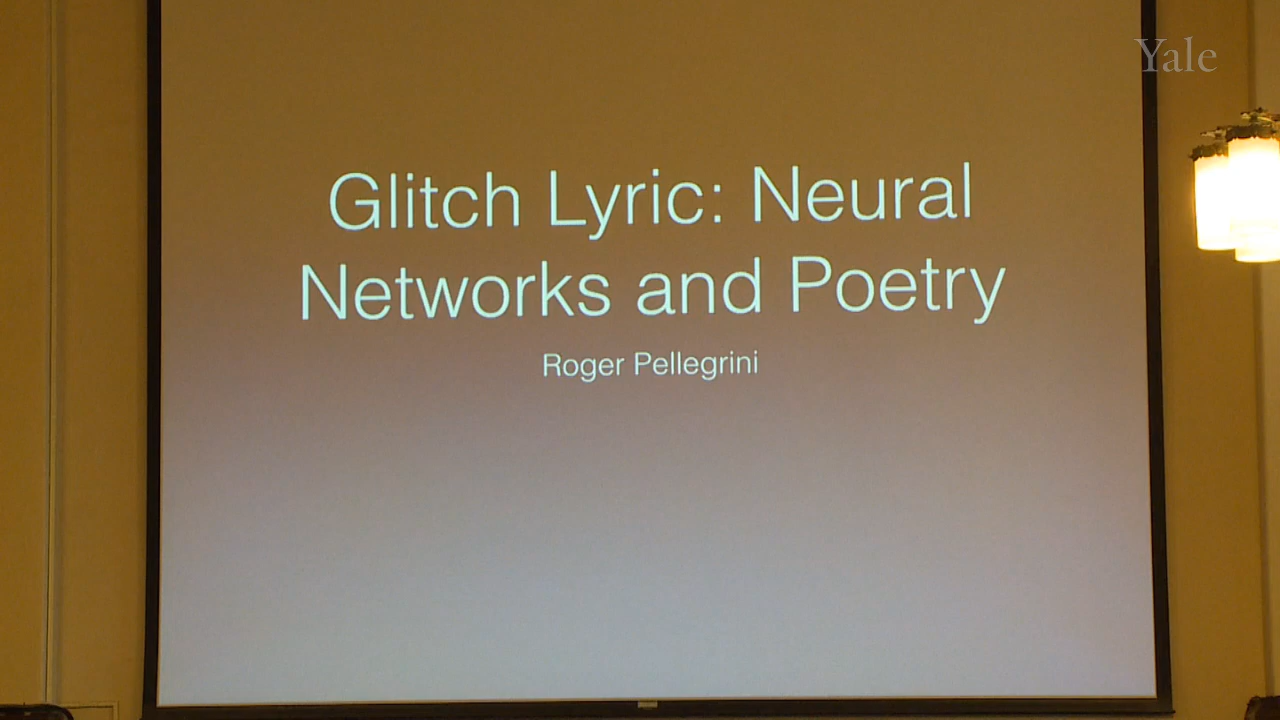 Yale
Glitch Lyric: Neural
Networks and Poetry
Roger Pellegrini